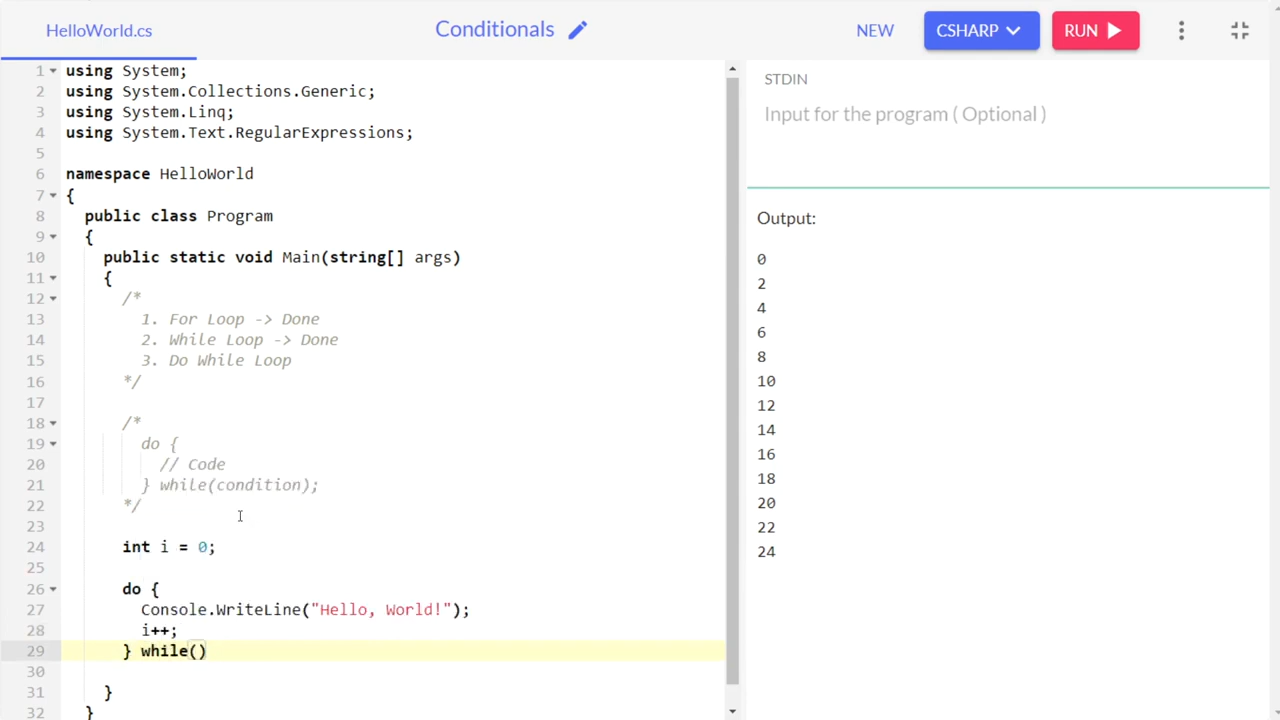 HelloWorld.cs
Conditionals
NEW
CSHARP
RUN
1 using System;
2 using System.Collections.Generic;
3 using System.Linq;
4 using System.Text.RegularExpressions;
5
6 namespace HelloWorld
7 {
8 public class Program
9 {
10 public static void Main(string[] args)
11 {
12 /*
13 1. For Loop -> Done
14 2. While Loop -> Done
15 3. Do While Loop
16 */
17
18 /*
19 do {
20 // Code
21 } while(condition);
22 */
23
24 int i = 0;
25
26 do {
27 Console.WriteLine("Hello, World!");
28 i++;
29 } while()
30
31 }
32 }
STDIN
Input for the program ( Optional )
Output:
0
2
4
6
8
10
12
14
16
18
20
22
24